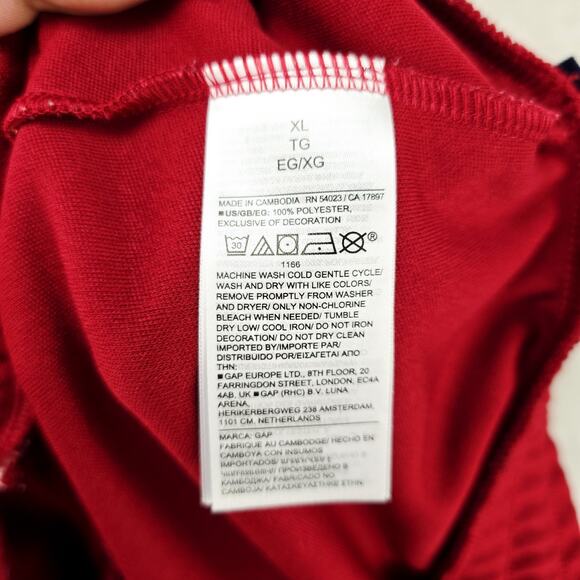 XL
TG
EG/XG
MADE IN CAMBODIA RN 54023 / CA 17897
■ US/GB/EG: 100% POLYESTER,
EXCLUSIVE OF DECORATION
30 ®
1166
MACHINE WASH COLD GENTLE CYCLE/
WASH AND DRY WITH LIKE COLORS/
REMOVE PROMPTLY FROM WASHER
AND DRYER/ ONLY NON-CHLORINE
BLEACH WHEN NEEDED/ TUMBLE
DRY LOW/ COOL IRON/ DO NOT IRON
DECORATION/ DO NOT DRY CLEAN
IMPORTED BY/IMPORTE PAR/
DISTRIBUIDO POR/ΕΙΣΑΓΕΤΑΙ ΑΠΟ
ΤΗΝ:
■ GAP EUROPE LTD., 8TH FLOOR, 20
FARRINGDON STREET, LONDON, EC4A
4AB, UK ■ GAP (RHC) B.V. LUNA
ARENA,
HERIKERBERGWEG 238 AMSTERDAM,
1101 CM, NETHERLANDS
MARCA: GAP
FABRIQUE AU CAMBODGE/ HECHO EN
CAMBOYA CON INSUMOS
IMPORTADOS/ ПРОИЗВЕДЕНО В
КАМБОДЖА/ FABRICADO NO
CAMBOJA/ ΚΑΤΑΣΚΕΥΑΣΤΗΚΕ ΣΤΗΝ